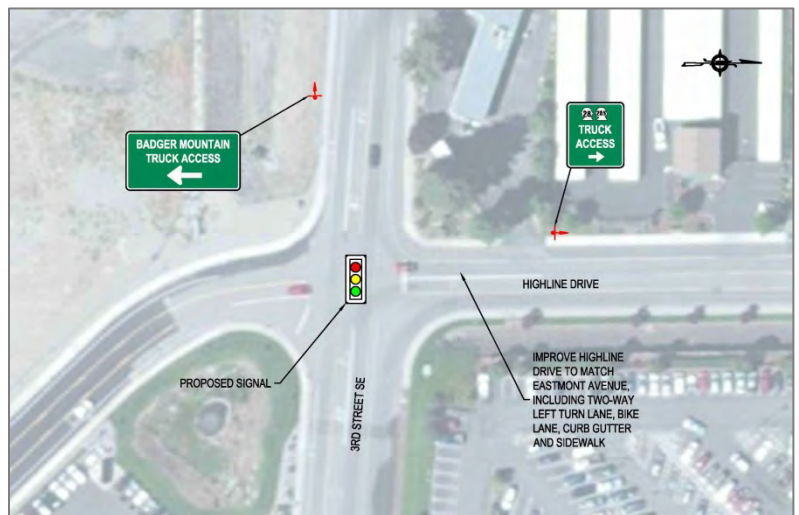 BADGER MOUNTAIN
TRUCK ACCESS
28
TRUCK
ACCESS
HIGHLINE DRIVE
PROPOSED SIGNAL
3RD STREET SE
IMPROVE HIGHLINE
DRIVE TO MATCH
EASTMONT AVENUE,
INCLUDING TWO-WAY
LEFT TURN LANE, BIKE
LANE, CURB GUTTER
AND SIDEWALK